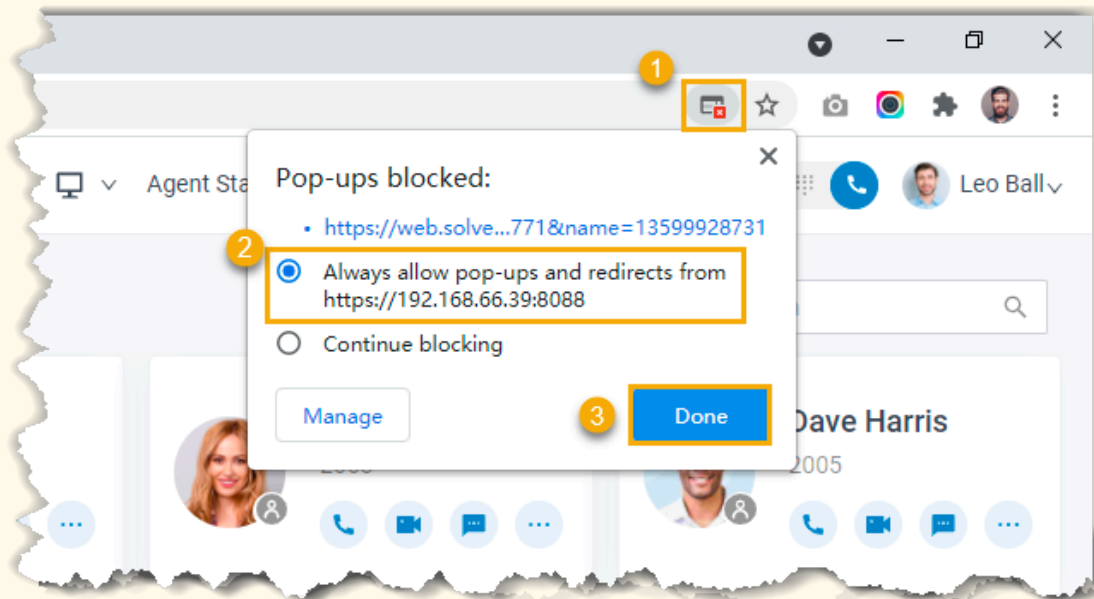 1
Agent Sta
Leo Ball
Pop-ups blocked:
• https://web.solve...771&name=13599928731
2
Always allow pop-ups and redirects from
https://192.168.66.39:8088
Continue blocking
Manage
3
Done
Dave Harris
2005